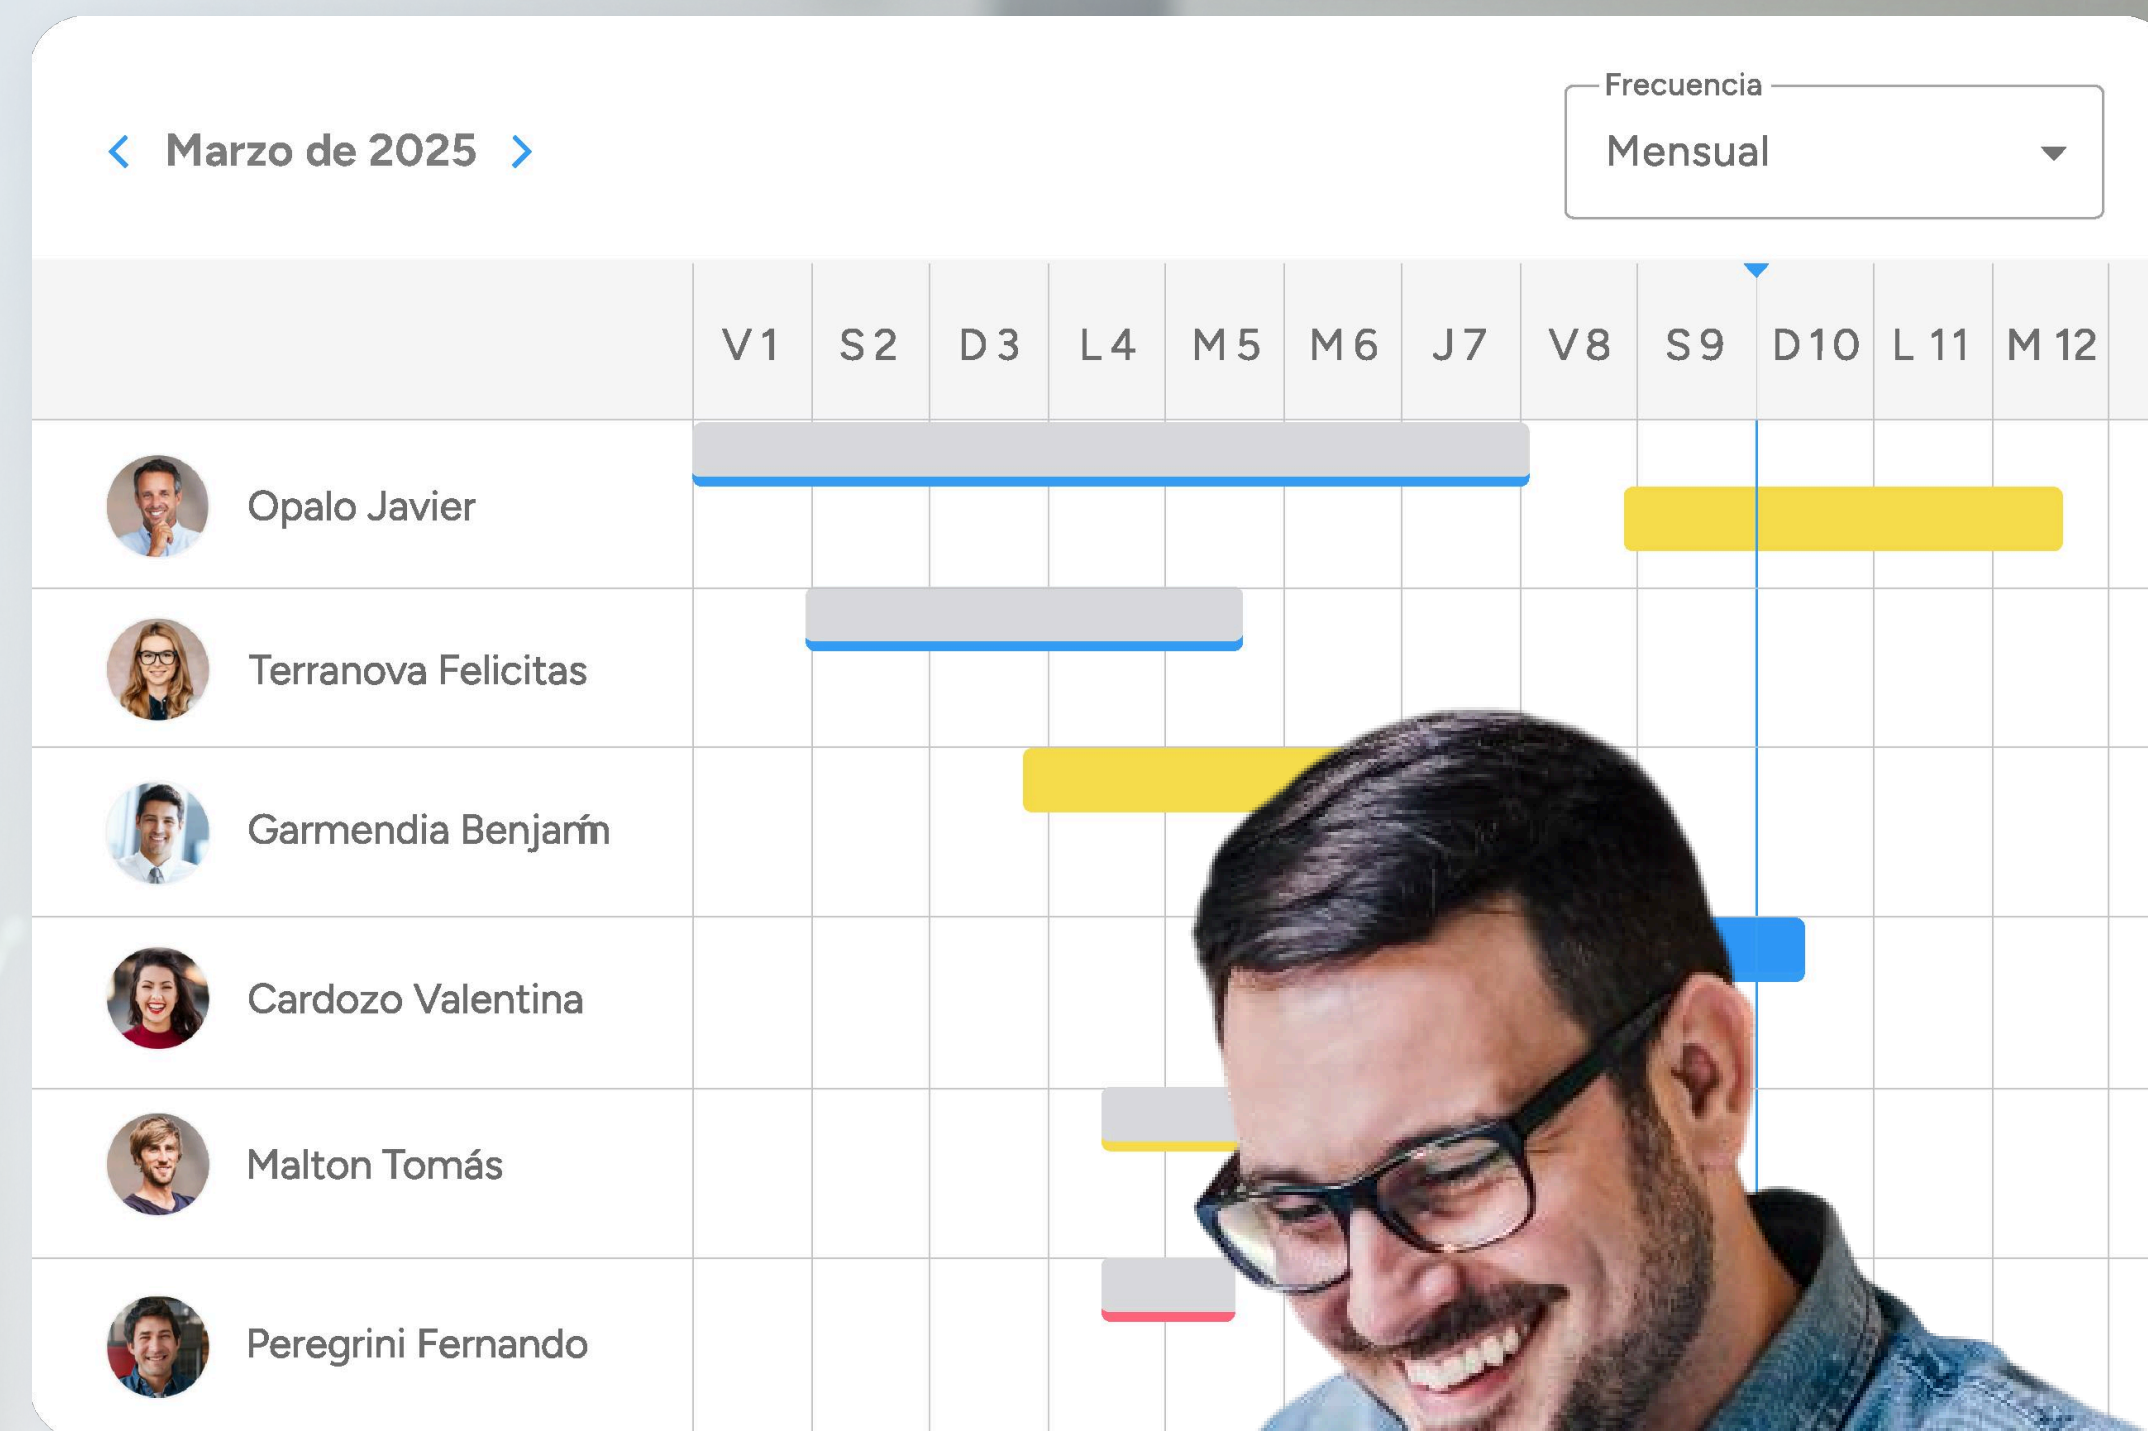 Frecuencia
Marzo de 2025
Mensual
V 1 S 2 D 3 L 4 M 5 M 6 J 7 V 8 S 9 D 10 L 11 M 12
Opalo Javier
Terranova Felicitas
Garmendia Benjamín
Cardozo Valentina
Malton Tomás
Peregrini Fernando